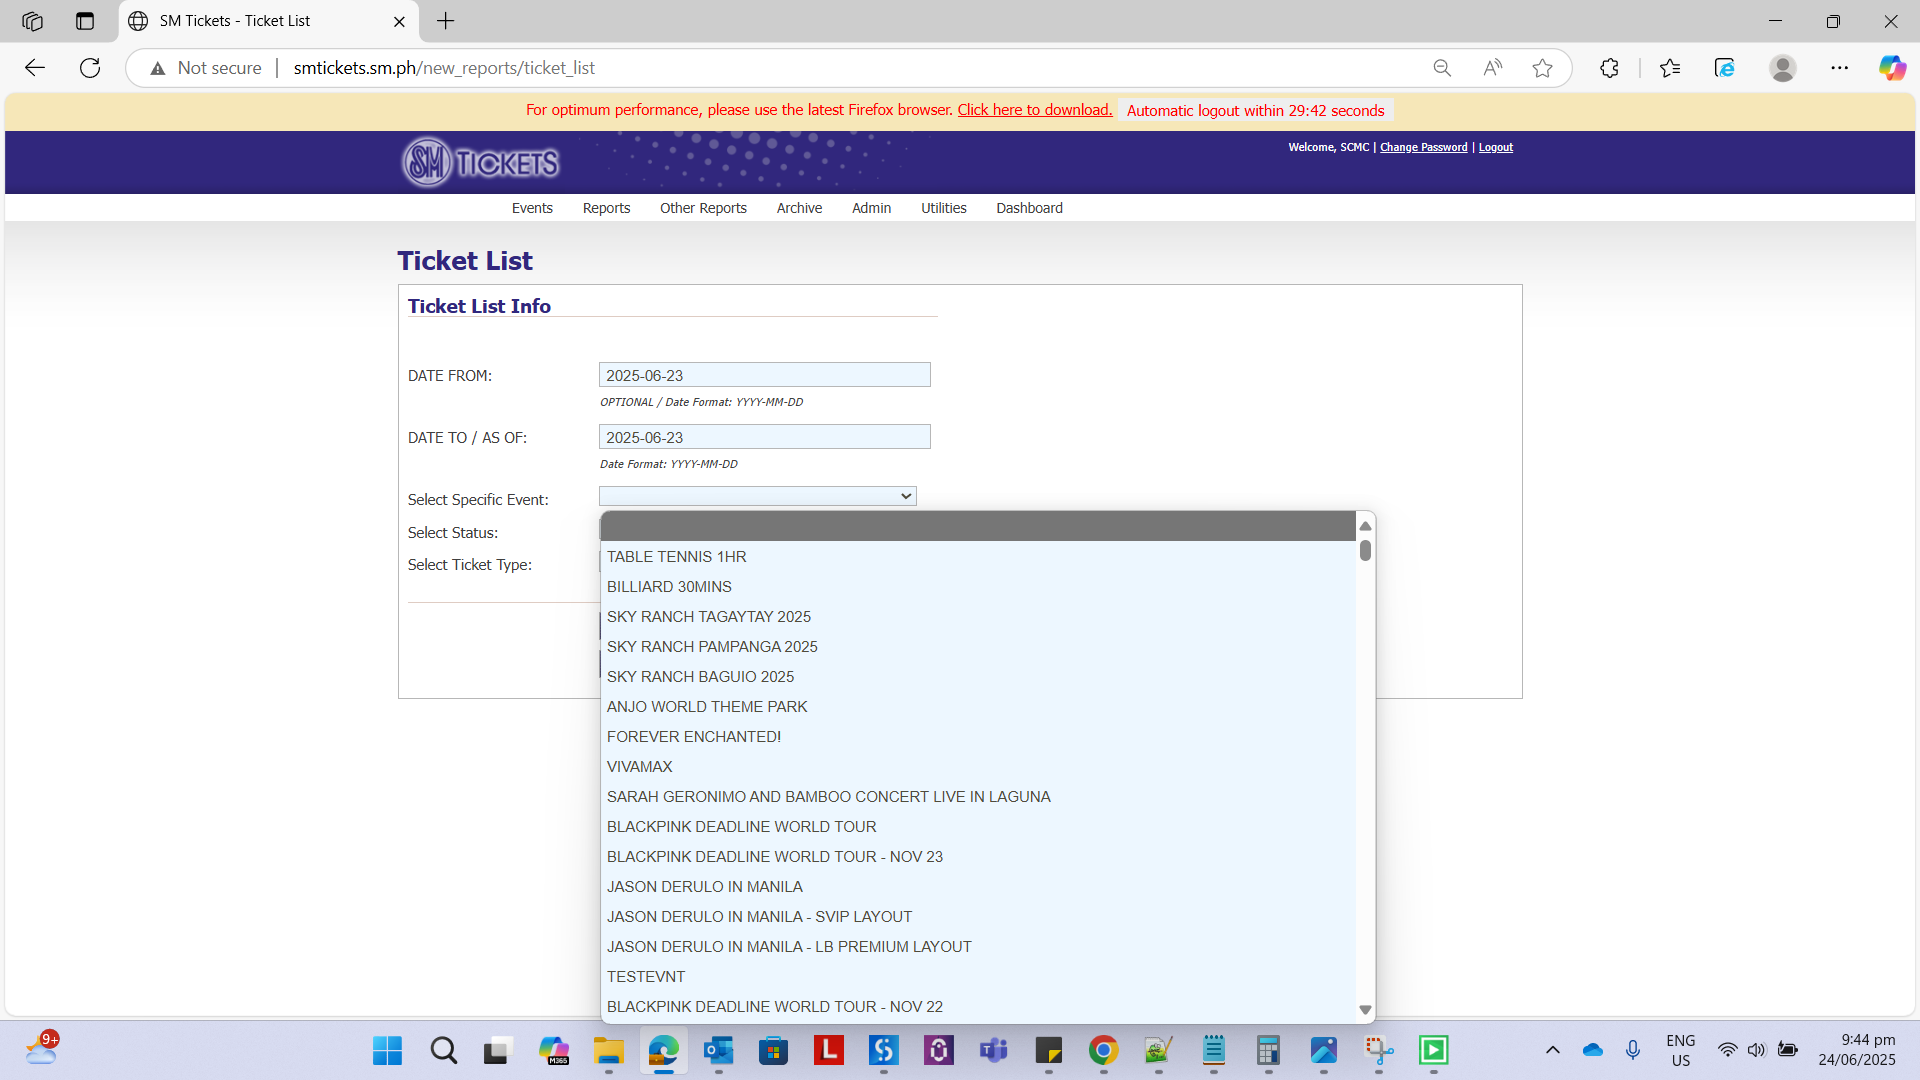 SM Tickets - Ticket List
Not secure
smtickets.sm.ph/new_reports/ticket_list
For optimum performance, please use the latest Firefox browser. Click here to download. Automatic logout within 29:42 seconds
SM TICKETS
Welcome, SCMC | Change Password | Logout
Events Reports Other Reports Archive Admin Utilities Dashboard
Ticket List
Ticket List Info
DATE FROM: 2025-06-23
OPTIONAL / Date Format: YYYY-MM-DD
DATE TO / AS OF: 2025-06-23
Date Format: YYYY-MM-DD
Select Specific Event:
Select Status:
Select Ticket Type:
TABLE TENNIS 1HR
BILLIARD 30MINS
SKY RANCH TAGAYTAY 2025
SKY RANCH PAMPANGA 2025
SKY RANCH BAGUIO 2025
ANJO WORLD THEME PARK
FOREVER ENCHANTED!
VIVAMAX
SARAH GERONIMO AND BAMBOO CONCERT LIVE IN LAGUNA
BLACKPINK DEADLINE WORLD TOUR
BLACKPINK DEADLINE WORLD TOUR - NOV 23
JASON DERULO IN MANILA
JASON DERULO IN MANILA - SVIP LAYOUT
JASON DERULO IN MANILA - LB PREMIUM LAYOUT
TESTEVNT
BLACKPINK DEADLINE WORLD TOUR - NOV 22
9+
M365
L
ENG
US
9:44 pm
24/06/2025